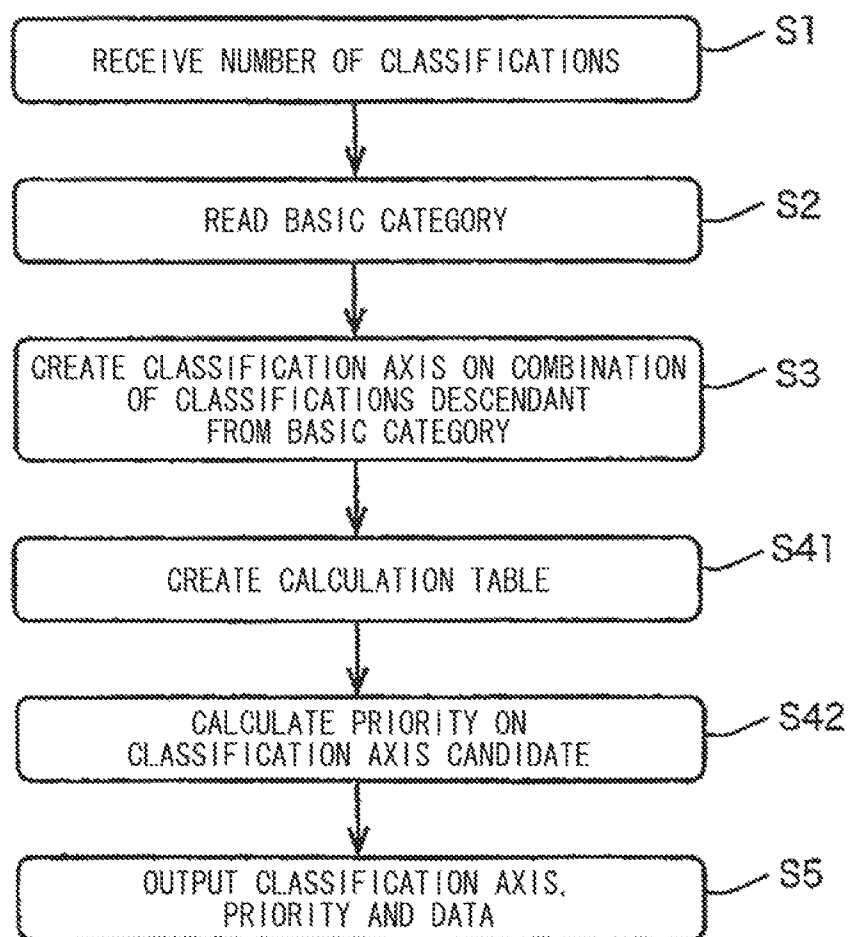 RECEIVE NUMBER OF CLASSIFICATIONS
S1
READ BASIC CATEGORY
S2
CREATE CLASSIFICATION AXIS ON COMBINATION
OF CLASSIFICATIONS DESCENDANT
FROM BASIC CATEGORY
S3
CREATE CALCULATION TABLE
S41
CALCULATE PRIORITY ON
CLASSIFICATION AXIS CANDIDATE
S42
OUTPUT CLASSIFICATION AXIS,
PRIORITY AND DATA
S5